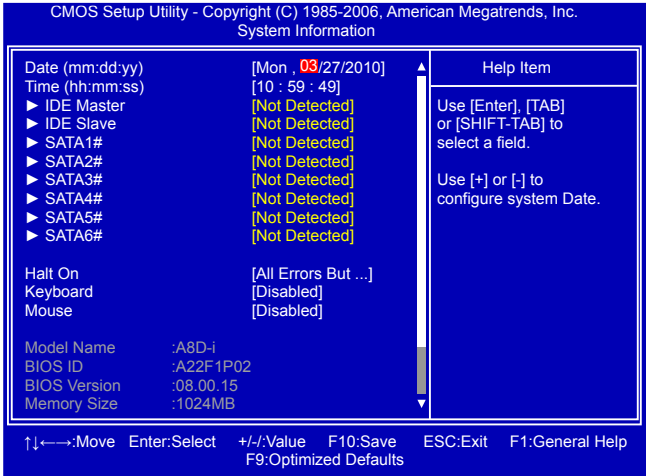 CMOS Setup Utility - Copyright (C) 1985-2006, American Megatrends, Inc.
System Information
Date (mm:dd:yy) [Mon , 03/27/2010]
Time (hh:mm:ss) [10 : 59 : 49]
► IDE Master [Not Detected]
► IDE Slave [Not Detected]
► SATA1# [Not Detected]
► SATA2# [Not Detected]
► SATA3# [Not Detected]
► SATA4# [Not Detected]
► SATA5# [Not Detected]
► SATA6# [Not Detected]
Halt On [All Errors But ...]
Keyboard [Disabled]
Mouse [Disabled]
Model Name :A8D-i
BIOS ID :A22F1P02
BIOS Version :08.00.15
Memory Size :1024MB
Help Item
Use [Enter], [TAB]
or [SHIFT-TAB] to
select a field.
Use [+] or [-] to
configure system Date.
↑↓←→:Move Enter:Select +/-/:Value F10:Save ESC:Exit F1:General Help
F9:Optimized Defaults